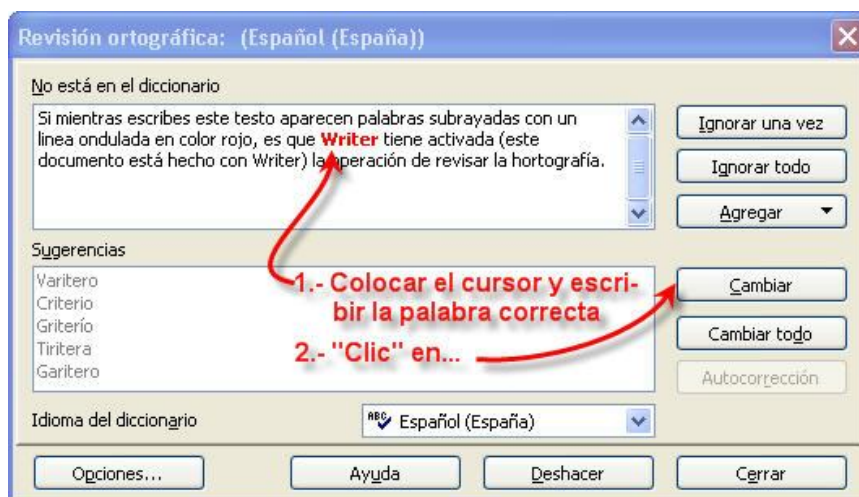 Revisión ortográfica: (Español (España))
No está en el diccionario
Si mientras escribes este testo aparecen palabras subrayadas con un
linea ondulada en color rojo, es que Writer tiene activada (este
documento está hecho con Writer) la operación de revisar la hortografía.
Ignorar una vez
Ignorar todo
Agregar
Sugerencias
Varitero
Criterio
Griterío
Tiritera
Garitero
1.- Colocar el cursor y escri-
bir la palabra correcta
2.- "Clic" en...
Cambiar
Cambiar todo
Autocorrección
Idioma del diccionario
ABC Español (España)
Opciones...
Ayuda
Deshacer
Cerrar